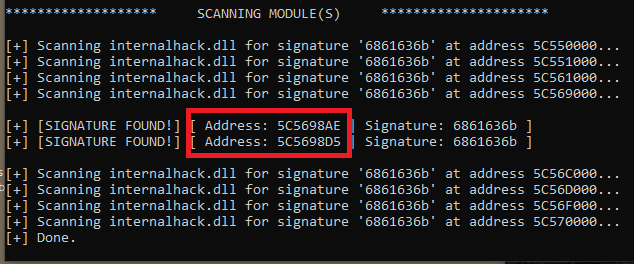 ******************* SCANNING MODULE(S) *********************
[+] Scanning internalhack.dll for signature '6861636b' at address 5C550000...
[+] Scanning internalhack.dll for signature '6861636b' at address 5C551000...
[+] Scanning internalhack.dll for signature '6861636b' at address 5C561000...
[+] Scanning internalhack.dll for signature '6861636b' at address 5C569000...
[+] [SIGNATURE FOUND!] [ Address: 5C5698AE | Signature: 6861636b ]
[+] [SIGNATURE FOUND!] [ Address: 5C5698D5 | Signature: 6861636b ]
[+] Scanning internalhack.dll for signature '6861636b' at address 5C56C000...
[+] Scanning internalhack.dll for signature '6861636b' at address 5C56D000...
[+] Scanning internalhack.dll for signature '6861636b' at address 5C56F000...
[+] Scanning internalhack.dll for signature '6861636b' at address 5C570000...
[+] Done.